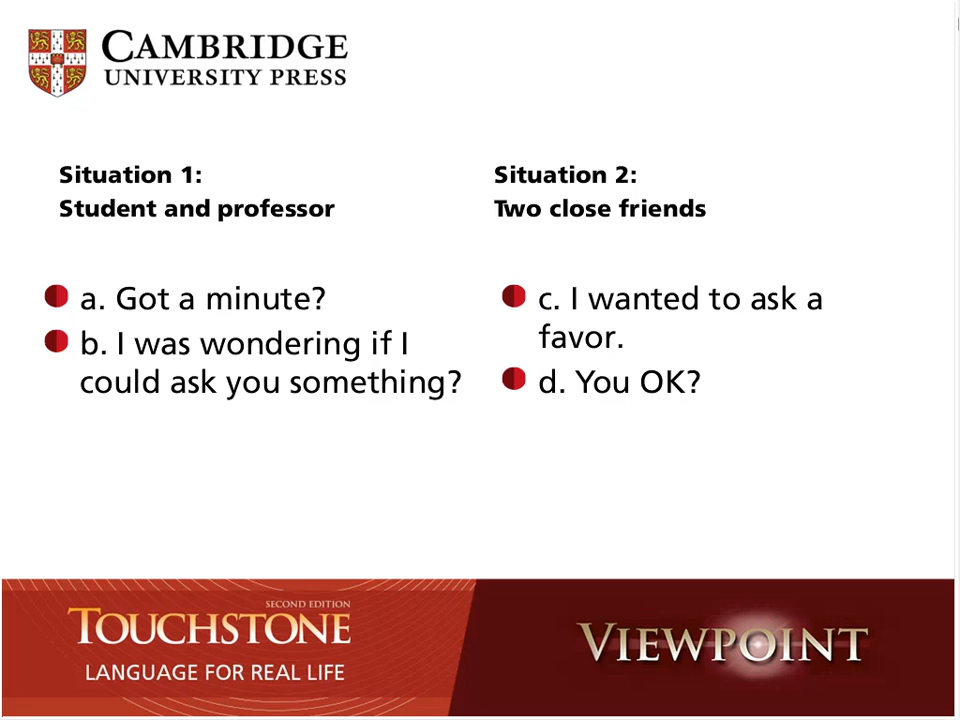 CAMBRIDGE
UNIVERSITY PRESS
Situation 1:
Student and professor
a. Got a minute?
b. I was wondering if I
could ask you something?
Situation 2:
Two close friends
c. I wanted to ask a
favor.
d. You OK?
SECOND EDITION
TOUCHSTONE
LANGUAGE FOR REAL LIFE
VIEWPOINT